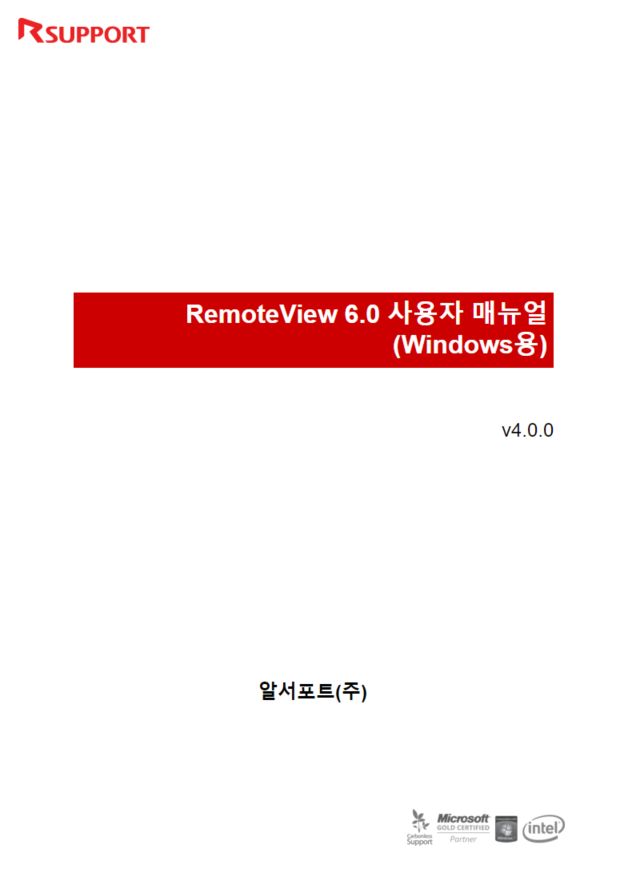 RSUPPORT
RemoteView 6.0 사용자 매뉴얼
(Windows용)
v4.0.0
알서포트(주)
Carbonless
Support
Microsoft
GOLD CERTIFIED
Partner
intel